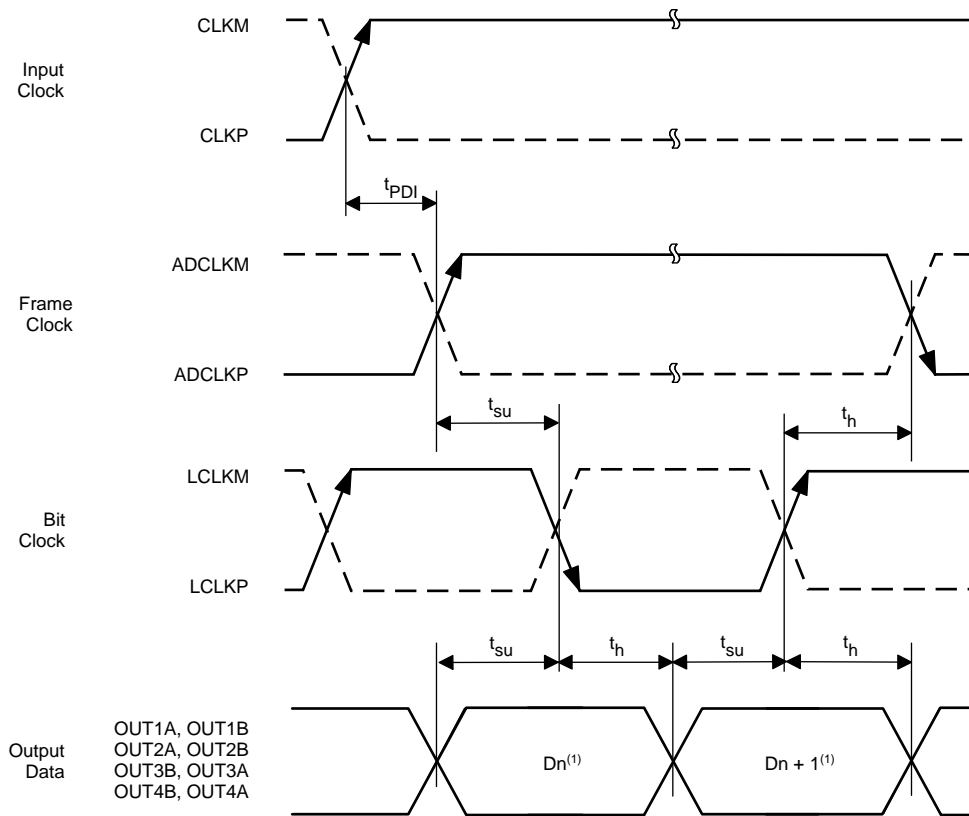 CLKM
Input
Clock
CLKP
tPDI
ADCLKM
Frame
Clock
ADCLKP
tsu
th
LCLKM
Bit
Clock
LCLKP
tsu
th
tsu
th
OUT1A, OUT1B
OUT2A, OUT2B
OUT3B, OUT3A
OUT4B, OUT4A
Output
Data
Dn(1)
Dn + 1(1)